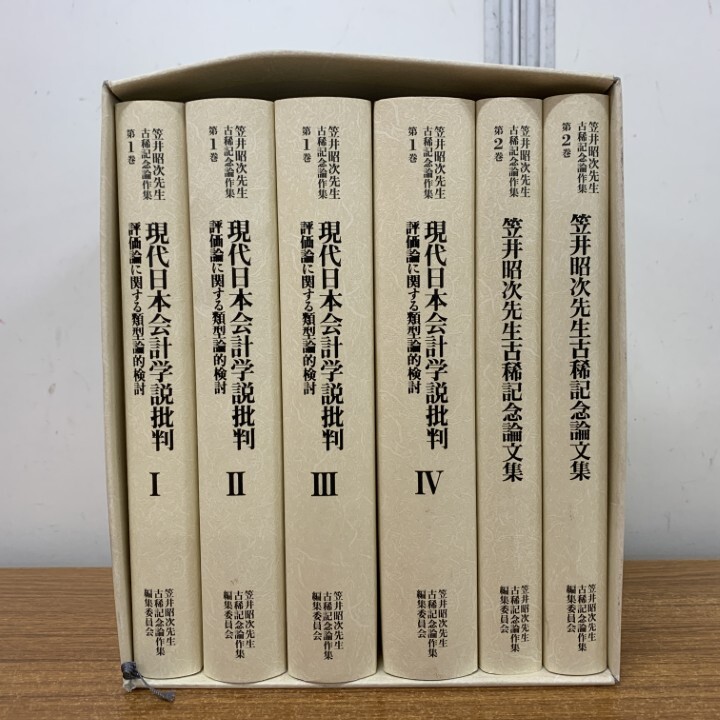 笠井昭次先生
古稀記念論作集
第1巻
現代日本会計学説批判
評価論に関する類型論的検討
I
笠井昭次先生
古稀記念論作集
編集委員会
笠井昭次先生
古稀記念論作集
第1巻
現代日本会計学説批判
評価論に関する類型論的検討
II
笠井昭次先生
古稀記念論作集
編集委員会
笠井昭次先生
古稀記念論作集
第1巻
現代日本会計学説批判
評価論に関する類型論的検討
III
笠井昭次先生
古稀記念論作集
編集委員会
笠井昭次先生
古稀記念論作集
第1巻
現代日本会計学説批判
評価論に関する類型論的検討
IV
笠井昭次先生
古稀記念論作集
編集委員会
笠井昭次先生
古稀記念論作集
第2巻
笠井昭次先生古稀記念論文集
笠井昭次先生
古稀記念論作集
編集委員会
笠井昭次先生
古稀記念論作集
第2巻
笠井昭次先生古稀記念論文集
笠井昭次先生
古稀記念論作集
編集委員会